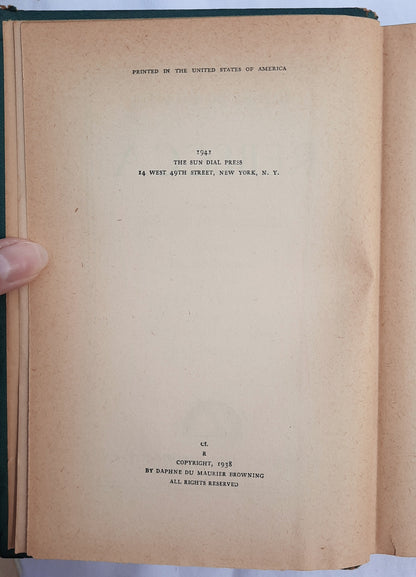 PRINTED IN THE UNITED STATES OF AMERICA
1941
THE SUN DIAL PRESS
14 WEST 49TH STREET, NEW YORK, N. Y.
CL
R
COPYRIGHT, 1938
BY DAPHNE DU MAURIER BROWNING
ALL RIGHTS RESERVED